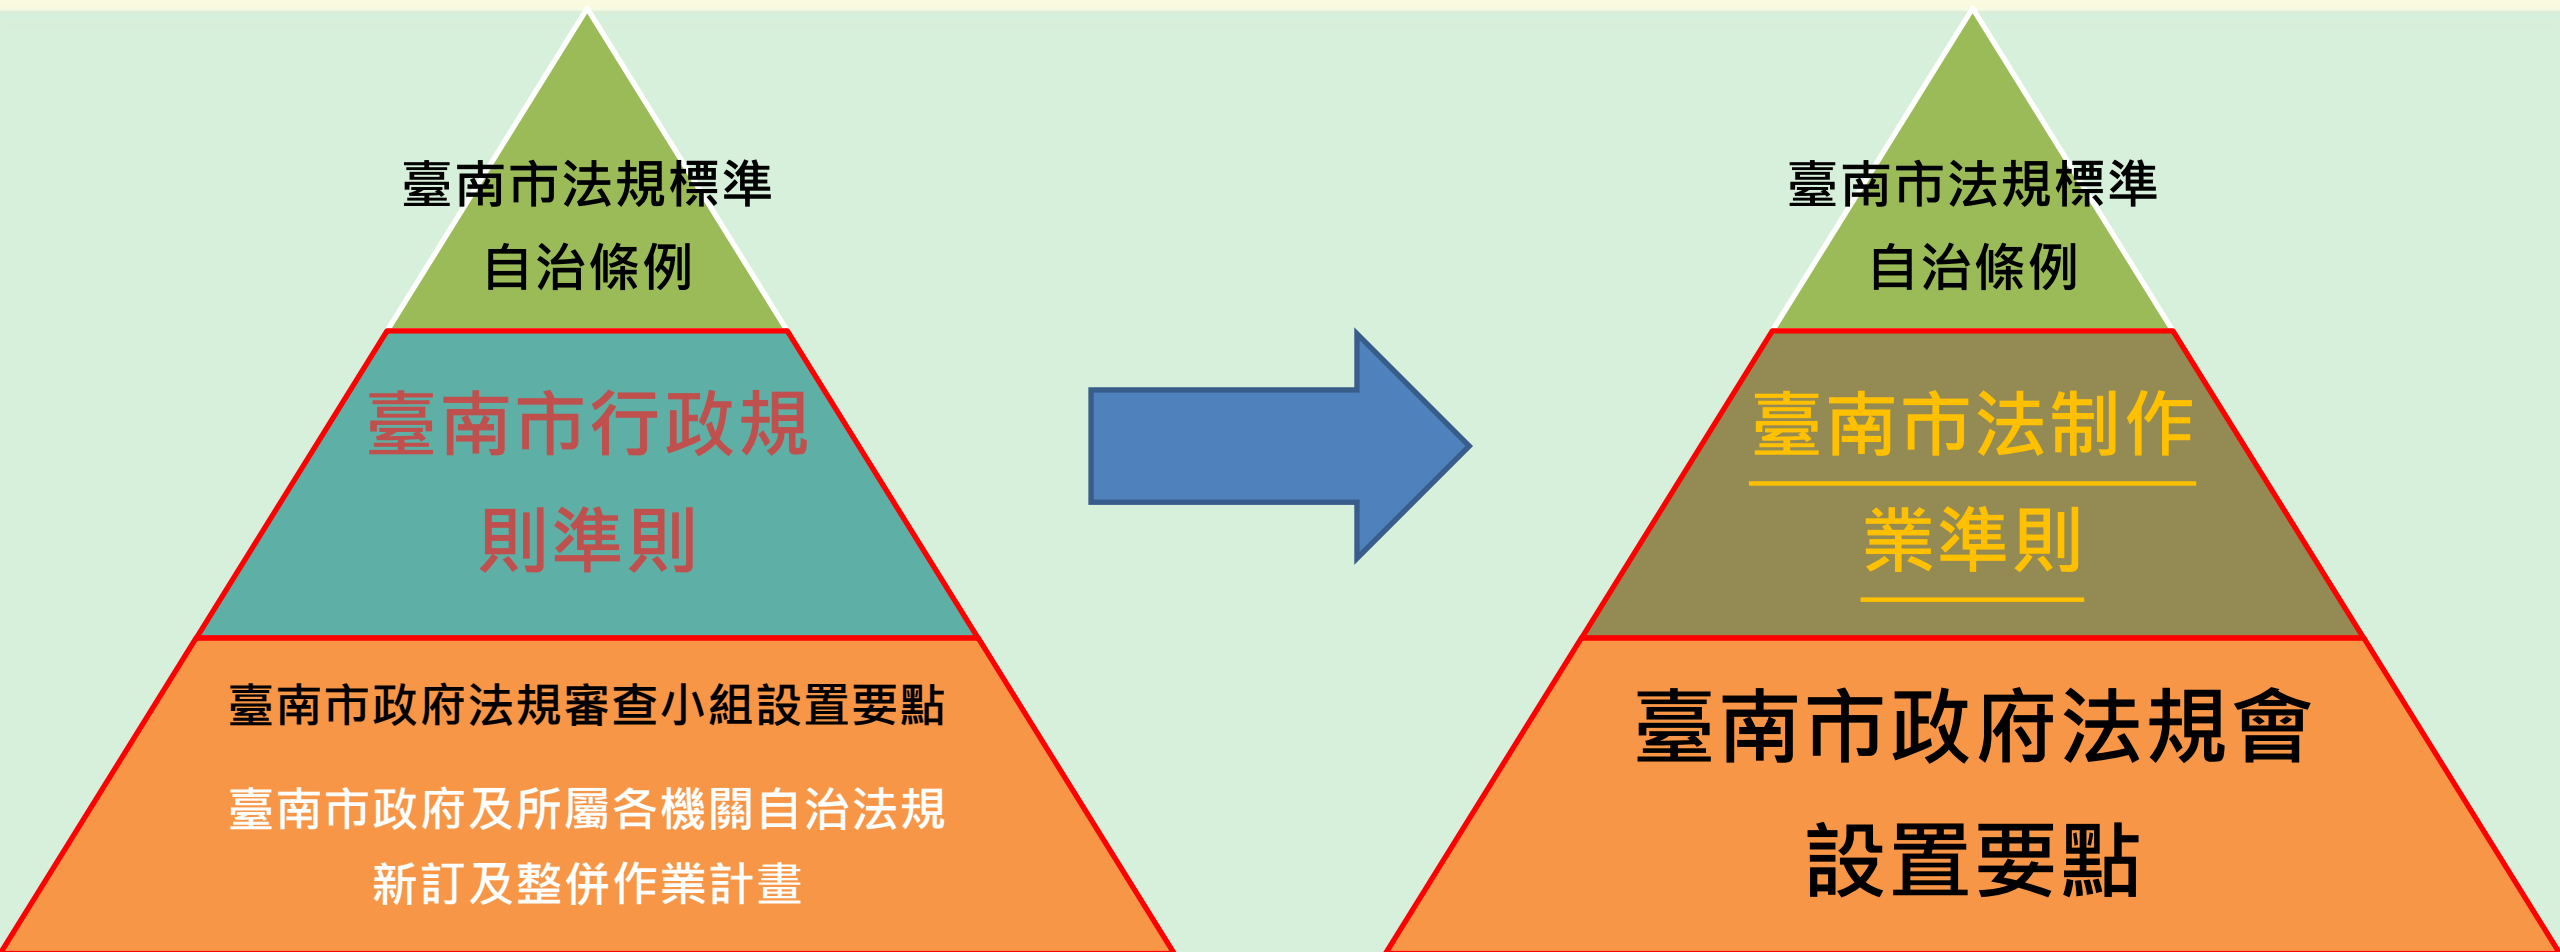 臺南市法規標準
自治條例
臺南市行政規
則準則
臺南市政府法規審查小組設置要點
臺南市政府及所屬各機關自治法規
新訂及整併作業計畫
臺南市法規標準
自治條例
臺南市法制作
業準則
臺南市政府法規會
設置要點